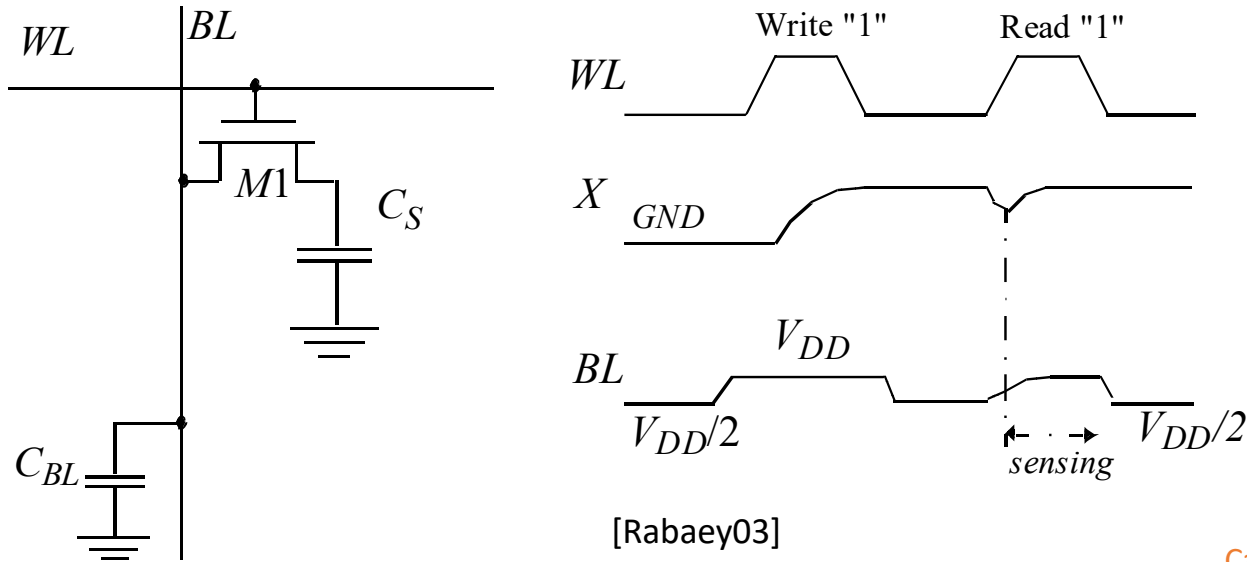 WL
BL
M1
C_S
C_BL
Write "1"
Read "1"
WL
X
GND
BL
V_DD
V_DD/2
V_DD/2
sensing
[Rabaey03]